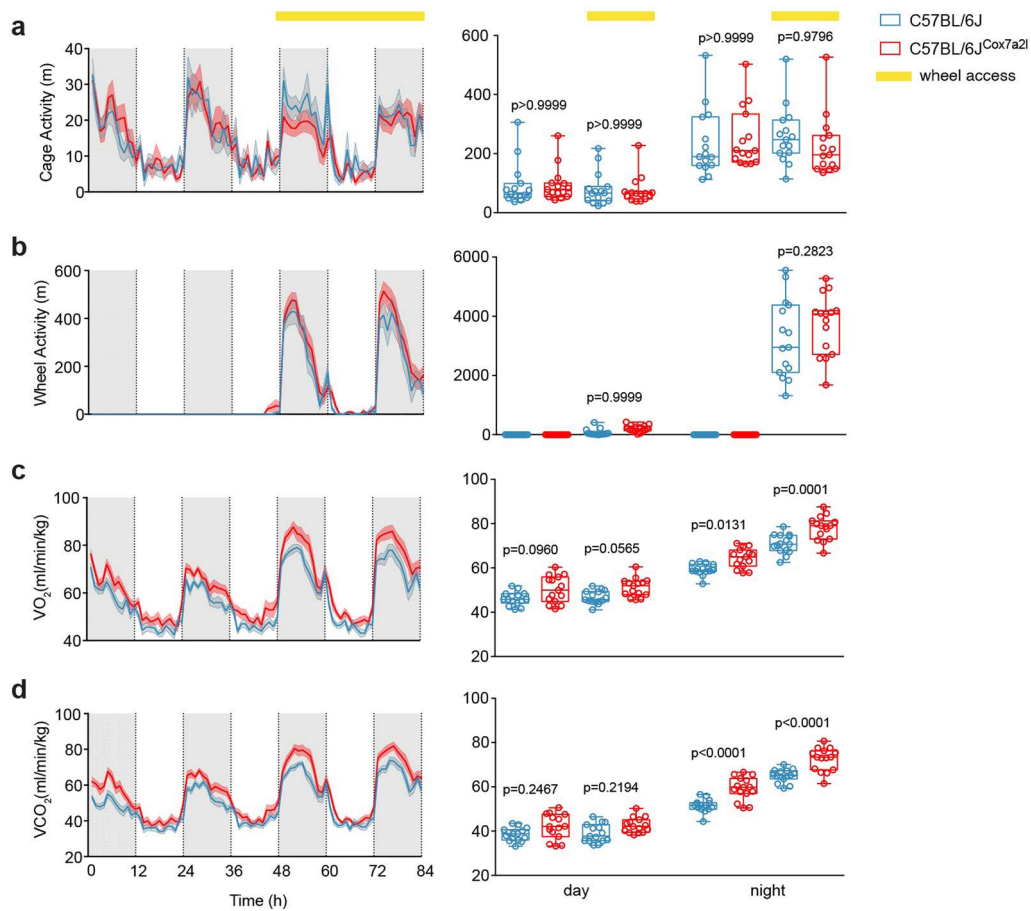 C57BL/6J
C57BL/6J^Cox7a2l
wheel access
a
Cage Activity (m)
40
30
20
10
0
600
400
200
0
p>0.9999
p>0.9999
p>0.9999
p=0.9796
b
Wheel Activity (m)
600
400
200
0
6000
4000
2000
0
p=0.9999
p=0.2823
c
VO2(ml/min/kg)
100
80
60
40
100
80
60
40
20
p=0.0960
p=0.0565
p=0.0131
p=0.0001
d
VCO2(ml/min/kg)
100
80
60
40
20
0 12 24 36 48 60 72 84
Time (h)
100
80
60
40
20
p=0.2467
p=0.2194
p<0.0001
p<0.0001
day night